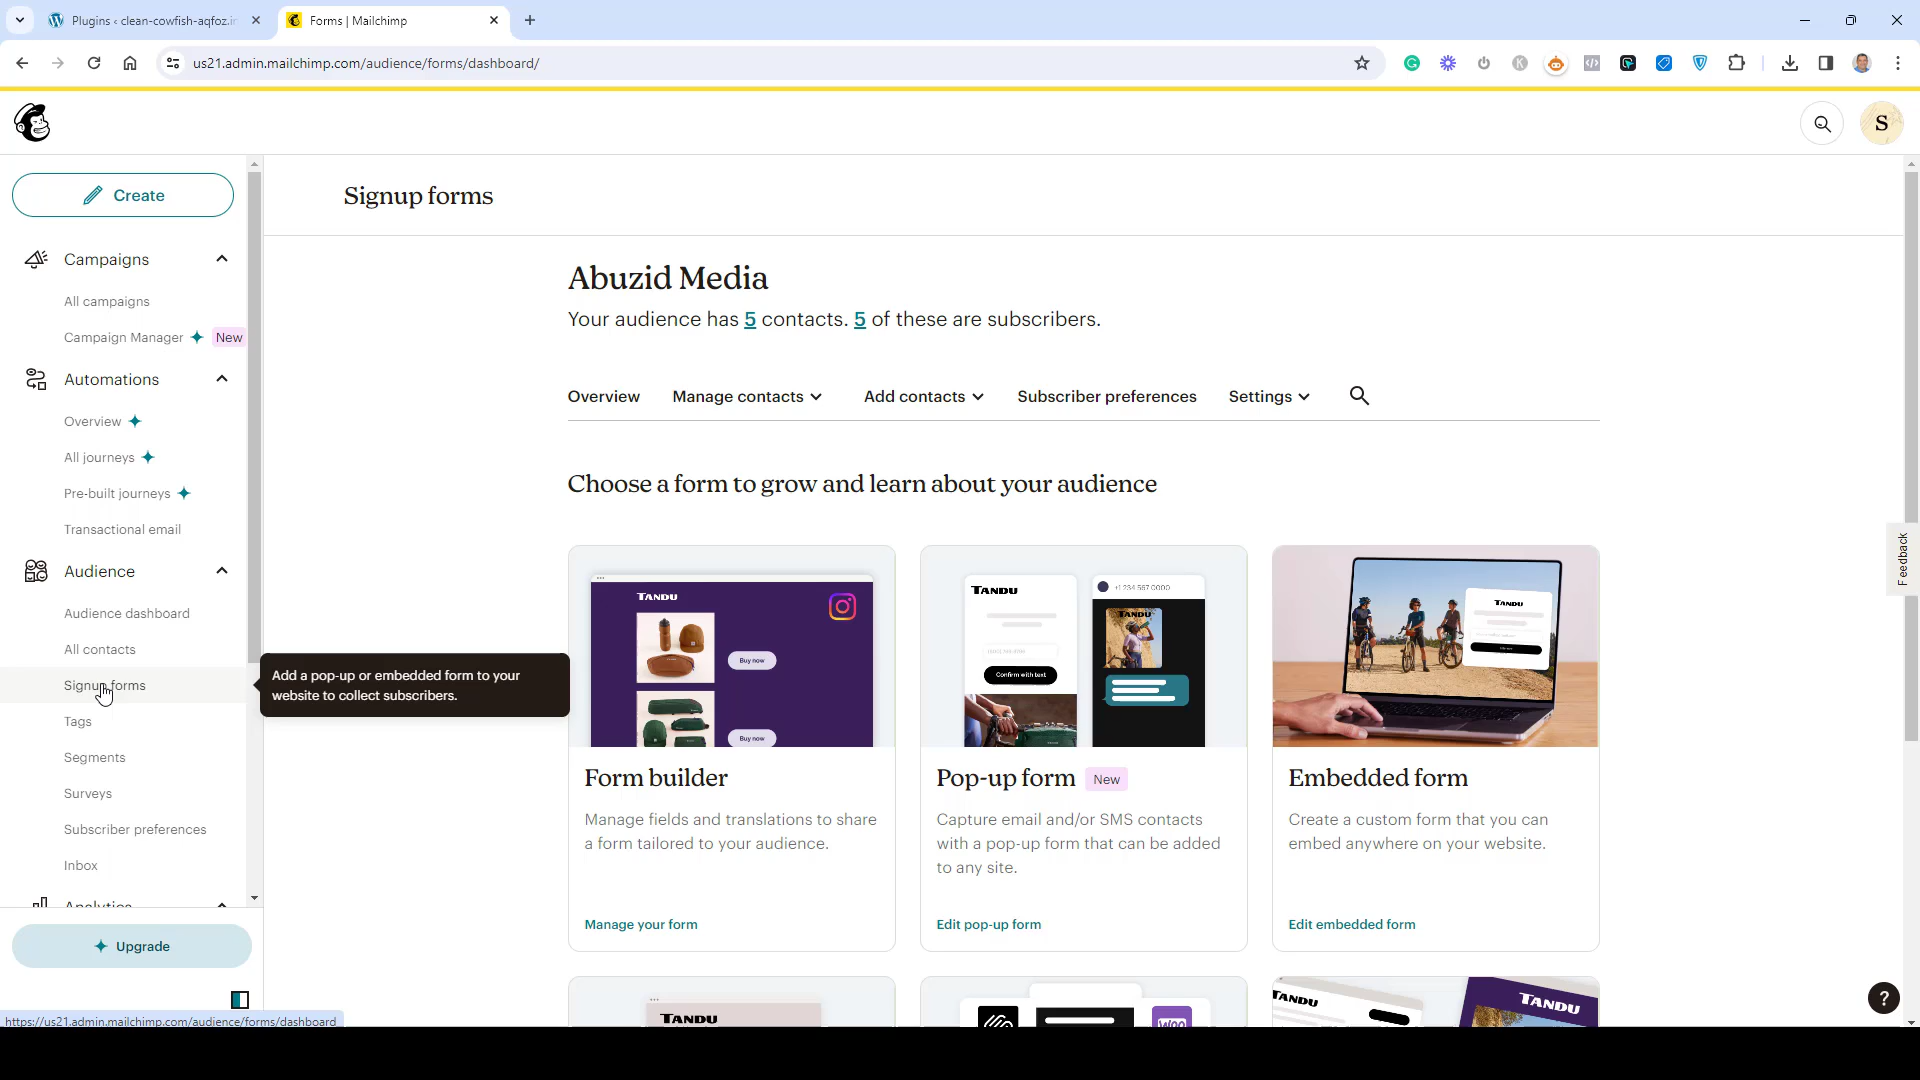 Plugins ‹ clean-cowfish-aqfoz.in
Forms | Mailchimp
us21.admin.mailchimp.com/audience/forms/dashboard/
S
Create
Campaigns
All campaigns
Campaign Manager New
Automations
Overview
All journeys
Pre-built journeys
Transactional email
Audience
Audience dashboard
All contacts
Signup forms
Tags
Segments
Surveys
Subscriber preferences
Inbox
Analytics
Upgrade
https://us21.admin.mailchimp.com/audience/forms/dashboard
Add a pop-up or embedded form to your
website to collect subscribers.
Signup forms
Abuzid Media
Your audience has 5 contacts. 5 of these are subscribers.
Overview
Manage contacts
Add contacts
Subscriber preferences
Settings
Choose a form to grow and learn about your audience
TANDU
Buy now
Buy now
Form builder
Manage fields and translations to share
a form tailored to your audience.
Manage your form
TANDU
Confirm with text
+1 234 567 0000
TANDU
Pop-up form New
Capture email and/or SMS contacts
with a pop-up form that can be added
to any site.
Edit pop-up form
TANDU
Embedded form
Create a custom form that you can
embed anywhere on your website.
Edit embedded form
TANDU
WOO
TANDU
TANDU
Feedback
?